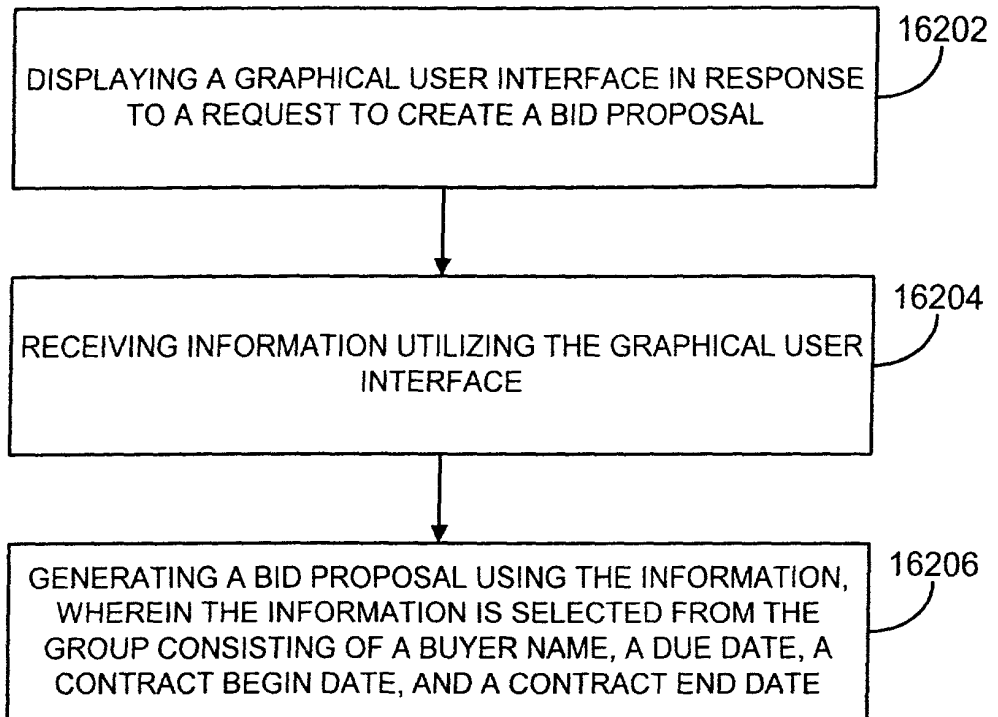 16202
DISPLAYING A GRAPHICAL USER INTERFACE IN RESPONSE
TO A REQUEST TO CREATE A BID PROPOSAL
16204
RECEIVING INFORMATION UTILIZING THE GRAPHICAL USER
INTERFACE
16206
GENERATING A BID PROPOSAL USING THE INFORMATION,
WHEREIN THE INFORMATION IS SELECTED FROM THE
GROUP CONSISTING OF A BUYER NAME, A DUE DATE, A
CONTRACT BEGIN DATE, AND A CONTRACT END DATE